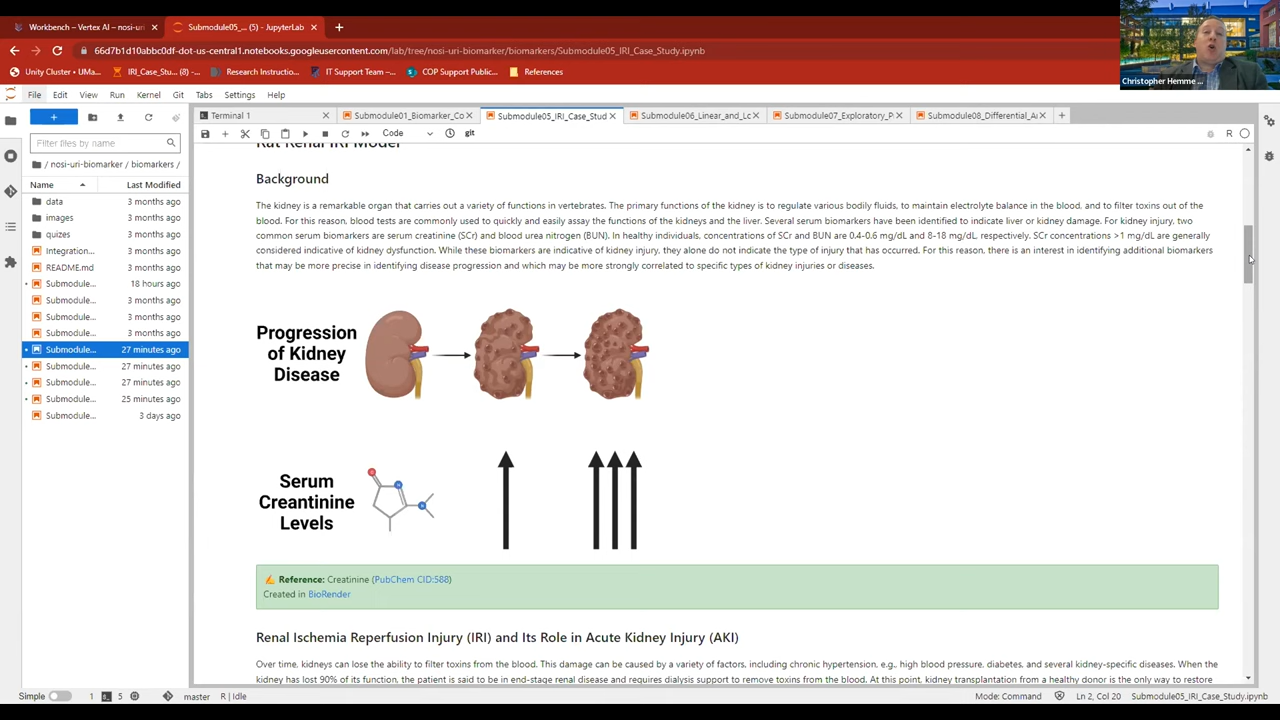 Workbench – Vertex AI – nosi-uri
Submodule05_... (5) - JupyterLab
66d7b1d10abbc0df-dot-us-central1.notebooks.googleusercontent.com/lab/tree/nosi-uri-biomarker/biomarkers/Submodule05_IRI_Case_Study.ipynb
Christopher Hemme ...
Unity Cluster • UMa...
IRI_Case_Stu... (8) -...
Research Instructio...
IT Support Team –...
COP Support Public...
References
File Edit View Run Kernel Git Tabs Settings Help
Terminal 1
Submodule01_Biomarker_Co
Submodule05_IRI_Case_Stud
Submodule06_Linear_and_Lo
Submodule07_Exploratory_P
Submodule08_Differential_A
Filter files by name
Code
git
R
/ nosi-uri-biomarker / biomarkers /
Name Last Modified
data 3 months ago
images 3 months ago
quizes 3 months ago
Integration... 3 months ago
README.md 3 months ago
Submodule... 18 hours ago
Submodule... 3 months ago
Submodule... 3 months ago
Submodule... 3 months ago
Submodule... 27 minutes ago
Submodule... 27 minutes ago
Submodule... 27 minutes ago
Submodule... 25 minutes ago
Submodule... 3 days ago
Rat Renal IRI Model
Background
The kidney is a remarkable organ that carries out a variety of functions in vertebrates. The primary functions of the kidney is to regulate various bodily fluids, to maintain electrolyte balance in the blood, and to filter toxins out of the
blood. For this reason, blood tests are commonly used to quickly and easily assay the functions of the kidneys and the liver. Several serum biomarkers have been identified to indicate liver or kidney damage. For kidney injury, two
common serum biomarkers are serum creatinine (SCr) and blood urea nitrogen (BUN). In healthy individuals, concentrations of SCr and BUN are 0.4-0.6 mg/dL and 8-18 mg/dL, respectively. SCr concentrations >1 mg/dL are generally
considered indicative of kidney dysfunction. While these biomarkers are indicative of kidney injury, they alone do not indicate the type of injury that has occurred. For this reason, there is an interest in identifying additional biomarkers
that may be more precise in identifying disease progression and which may be more strongly correlated to specific types of kidney injuries or diseases.
Progression
of Kidney
Disease
Serum
Creantinine
Levels
Reference: Creatinine (PubChem CID:588)
Created in BioRender
Renal Ischemia Reperfusion Injury (IRI) and Its Role in Acute Kidney Injury (AKI)
Over time, kidneys can lose the ability to filter toxins from the blood. This damage can be caused by a variety of factors, including chronic hypertension, e.g., high blood pressure, diabetes, and several kidney-specific diseases. When the
kidney has lost 90% of its function, the patient is said to be in end-stage renal disease and requires dialysis support to remove toxins from the blood. At this point, kidney transplantation from a healthy donor is the only way to restore
Simple 1 5 master R | Idle Mode: Command Ln 2, Col 20 Submodule05_IRI_Case_Study.ipynb